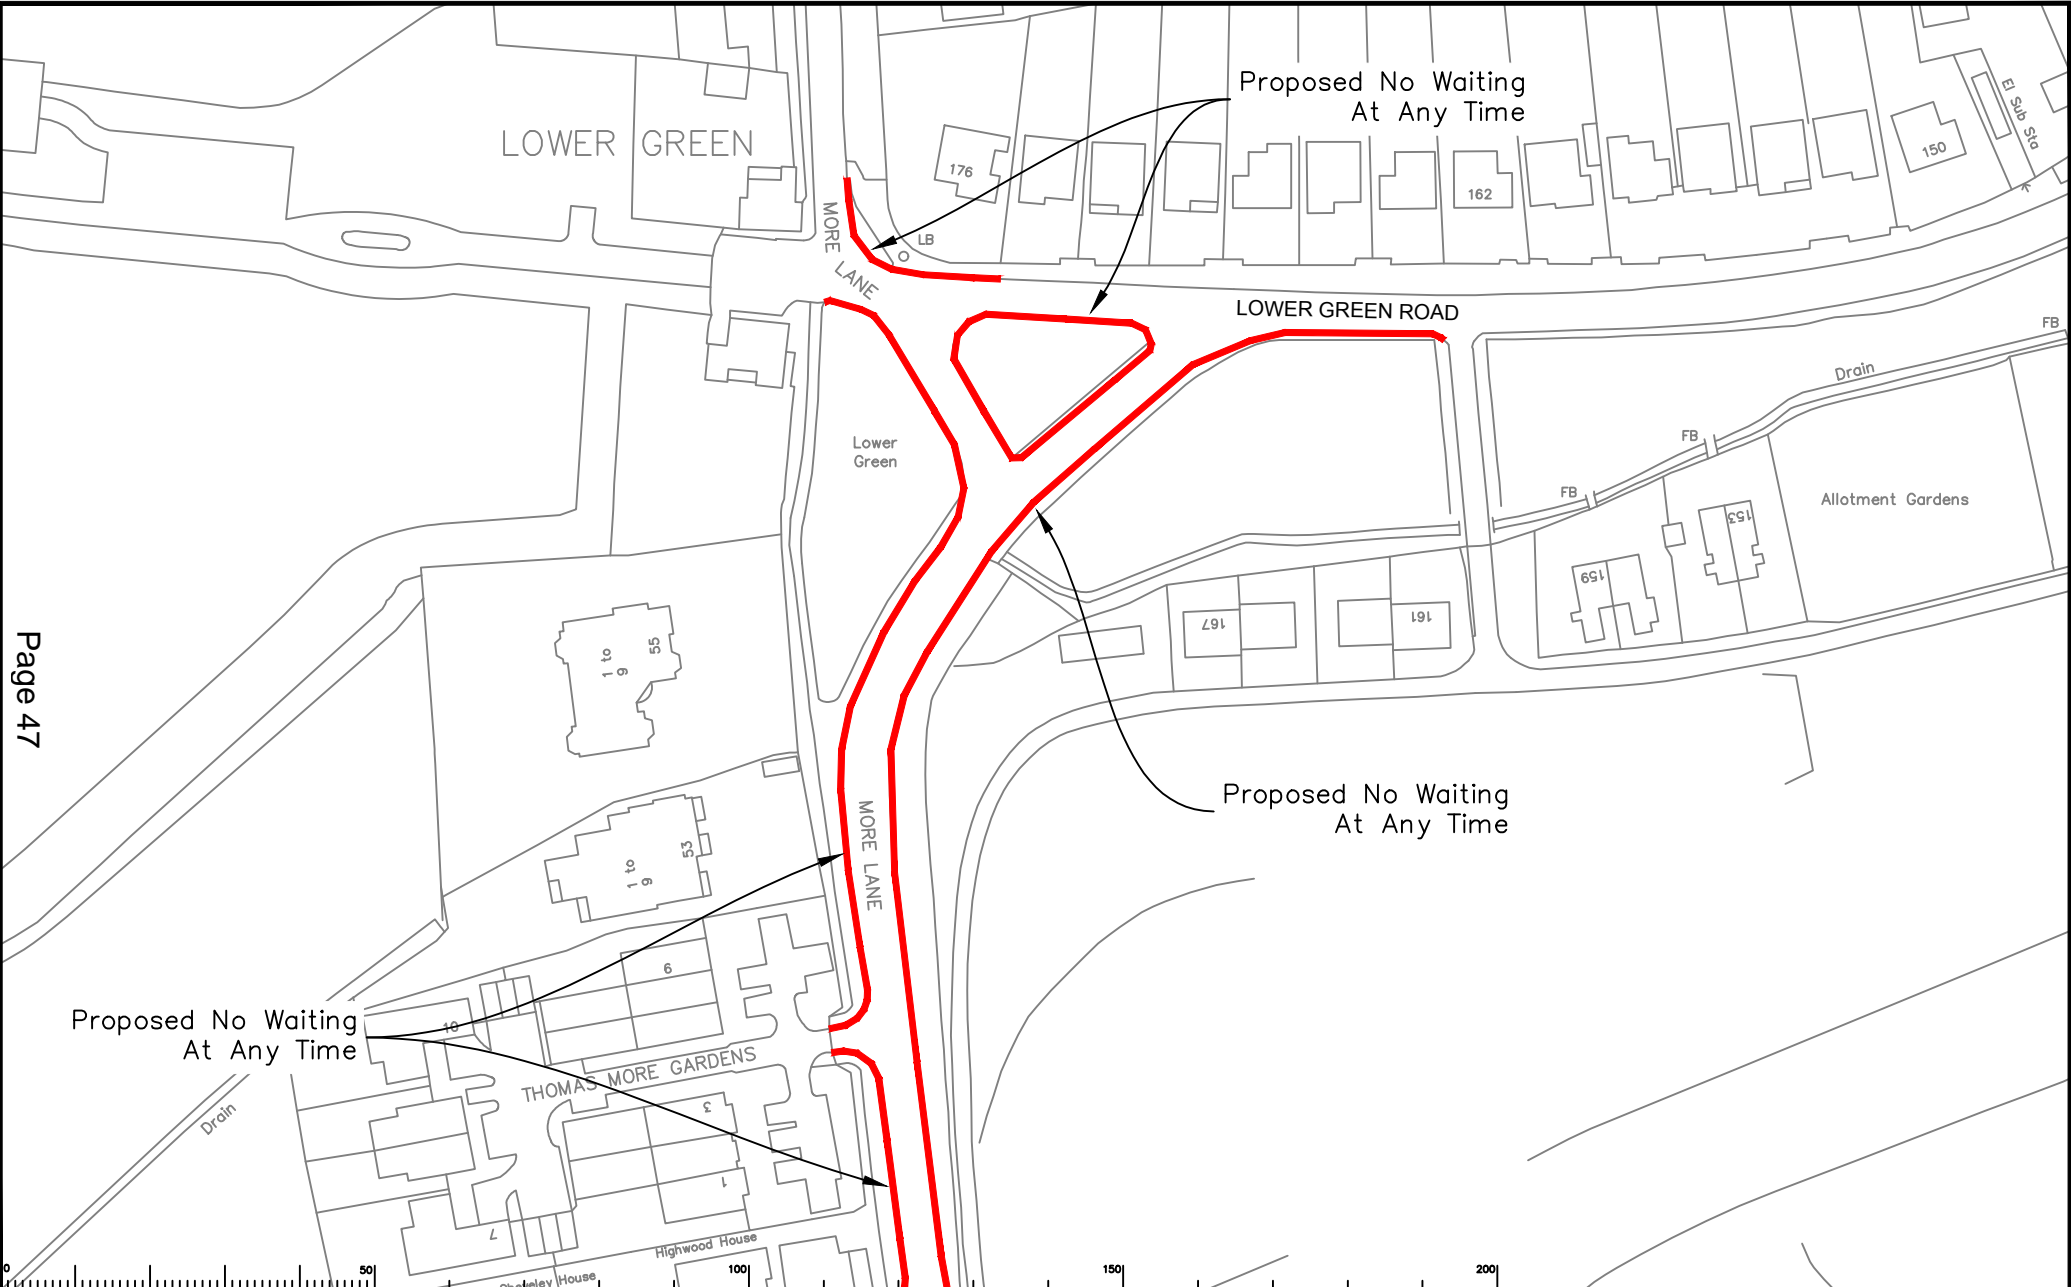 Proposed No Waiting
At Any Time
El Sub Sta
LOWER GREEN
176
162
150
MORE LANE
LB
LOWER GREEN ROAD
FB
Drain
Lower
Green
FB
FB
Allotment Gardens
153
159
167
161
Page 47
1 to 9
55
Proposed No Waiting
At Any Time
MORE LANE
1 to 9
53
6
Proposed No Waiting
At Any Time
10
THOMAS MORE GARDENS
Drain
3
1
7
Highwood House
0
50
100
150
200